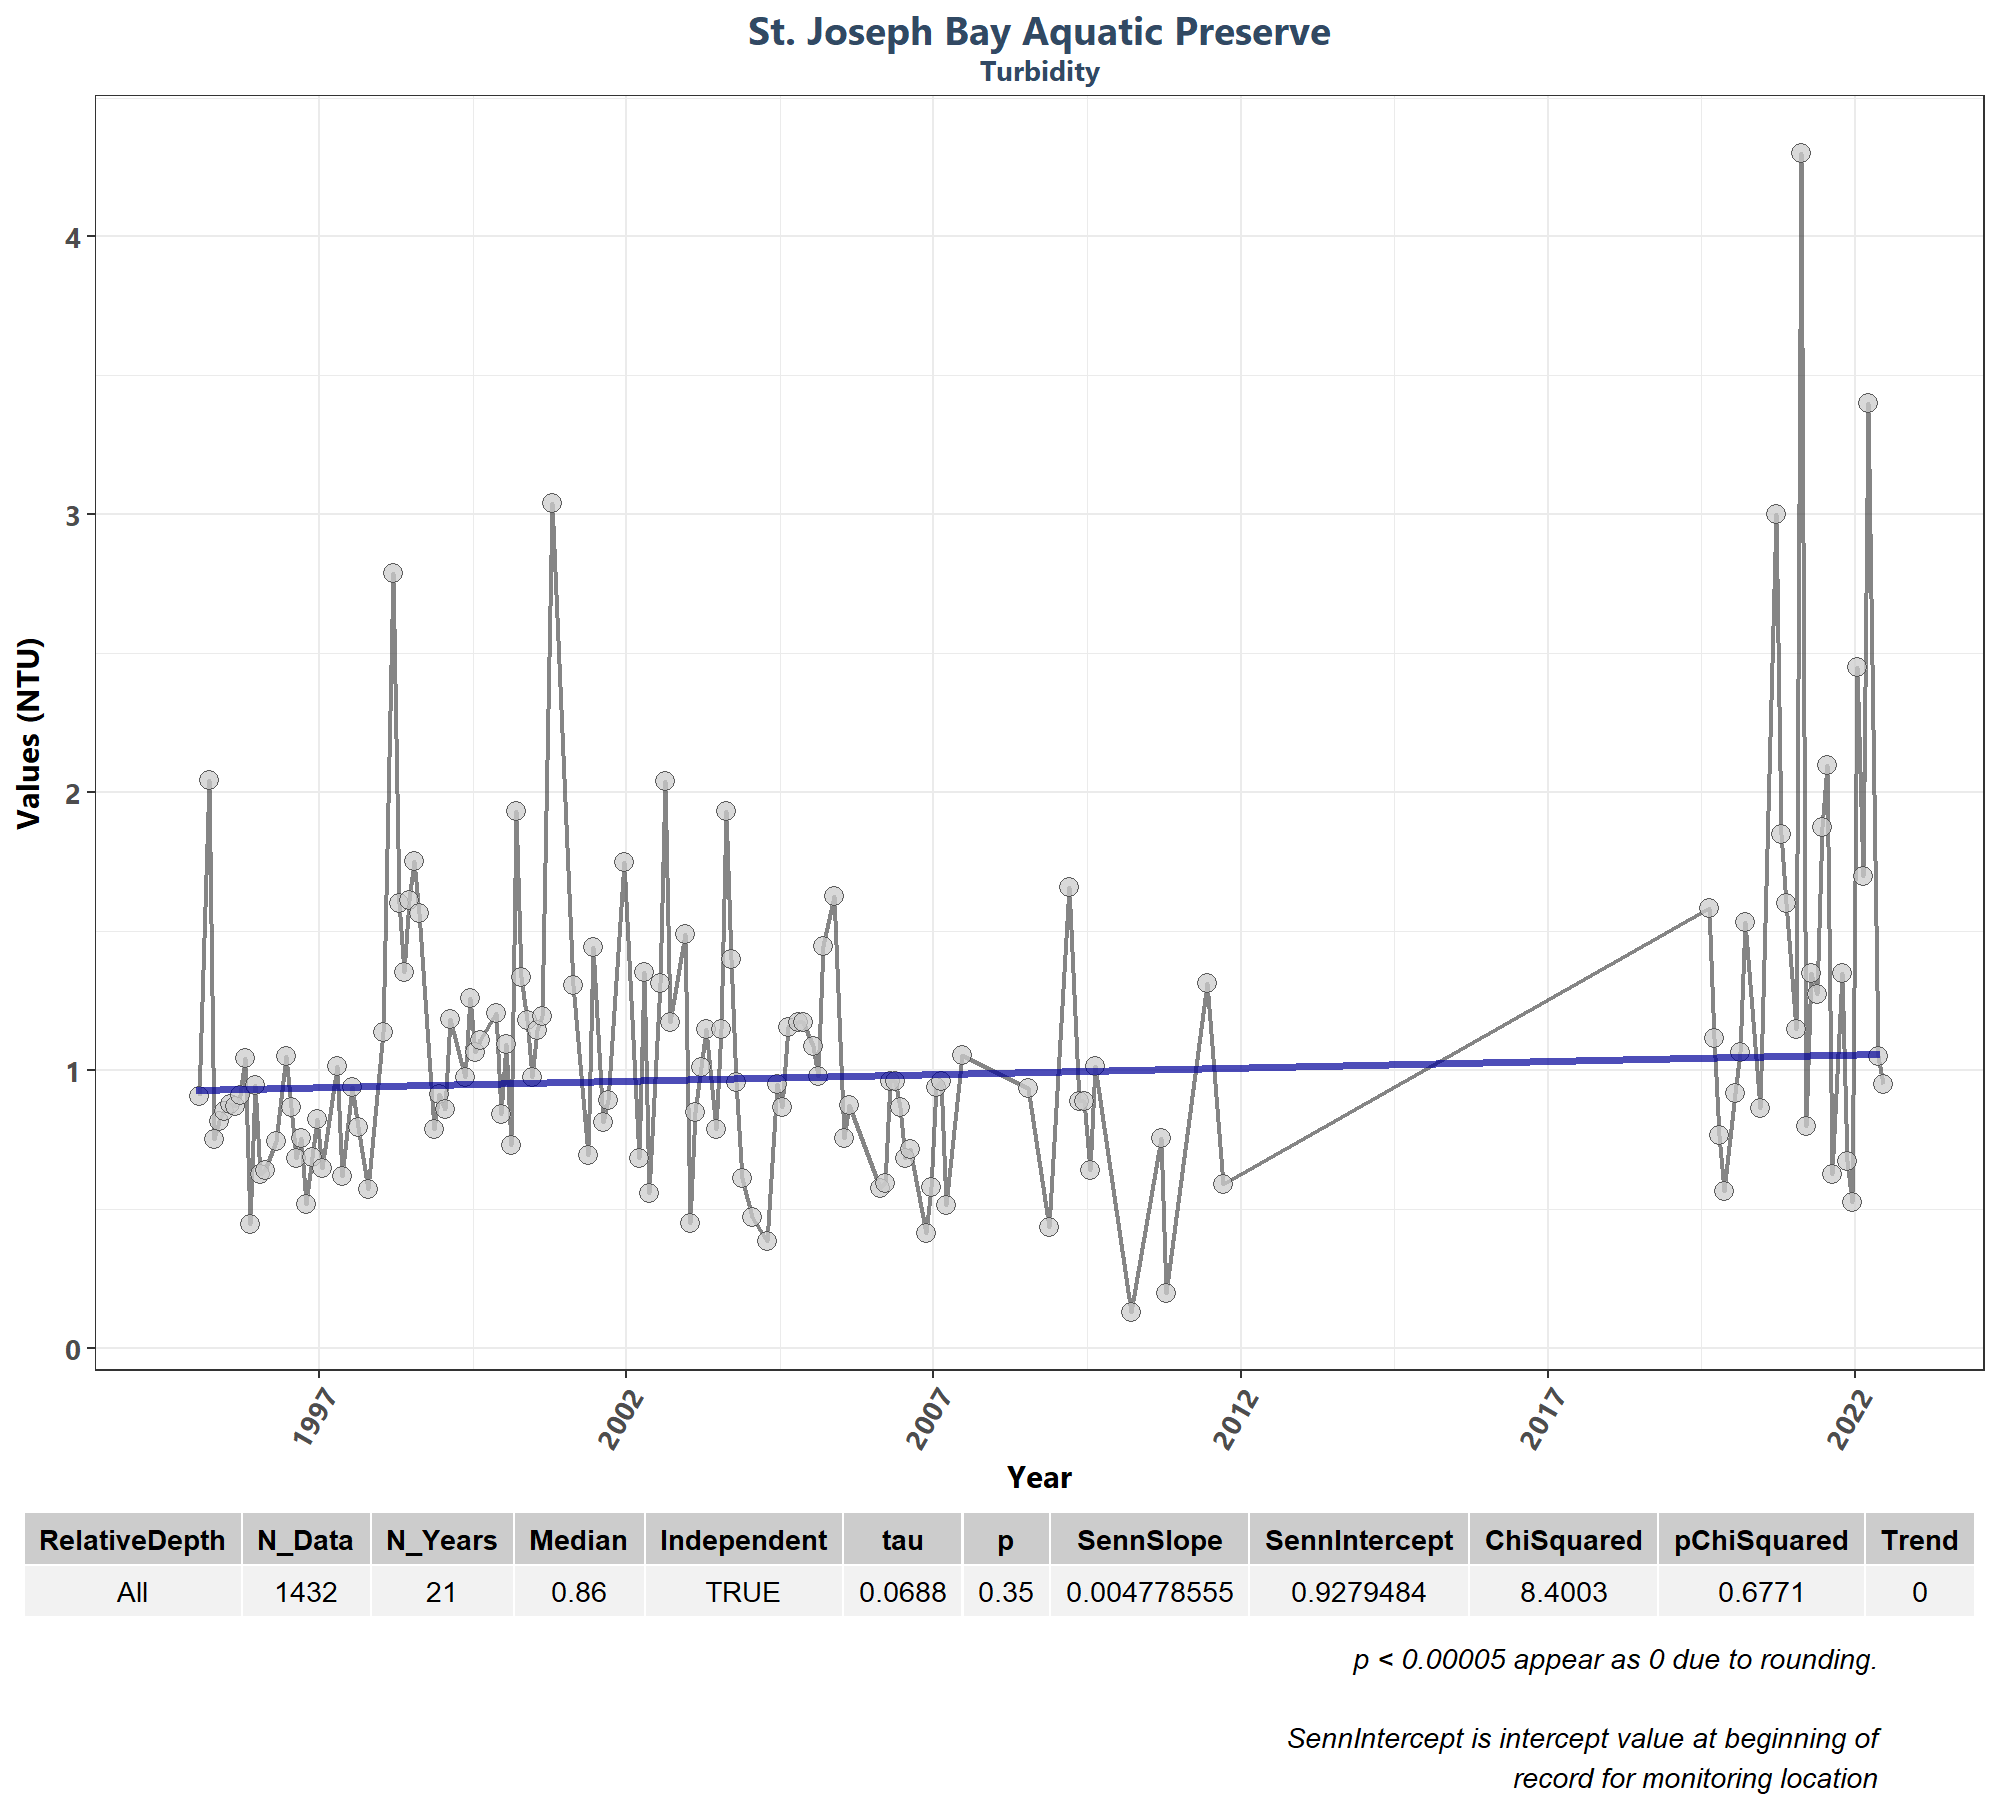 St. Joseph Bay Aquatic Preserve
Turbidity
Values (NTU)
4
3
2
1
0
1997 2002 2007 2012 2017 2022
Year
RelativeDepth N_Data N_Years Median Independent tau p SennSlope SennIntercept ChiSquared pChiSquared Trend
All 1432 21 0.86 TRUE 0.0688 0.35 0.004778555 0.9279484 8.4003 0.6771 0
p < 0.00005 appear as 0 due to rounding.
SennIntercept is intercept value at beginning of
record for monitoring location